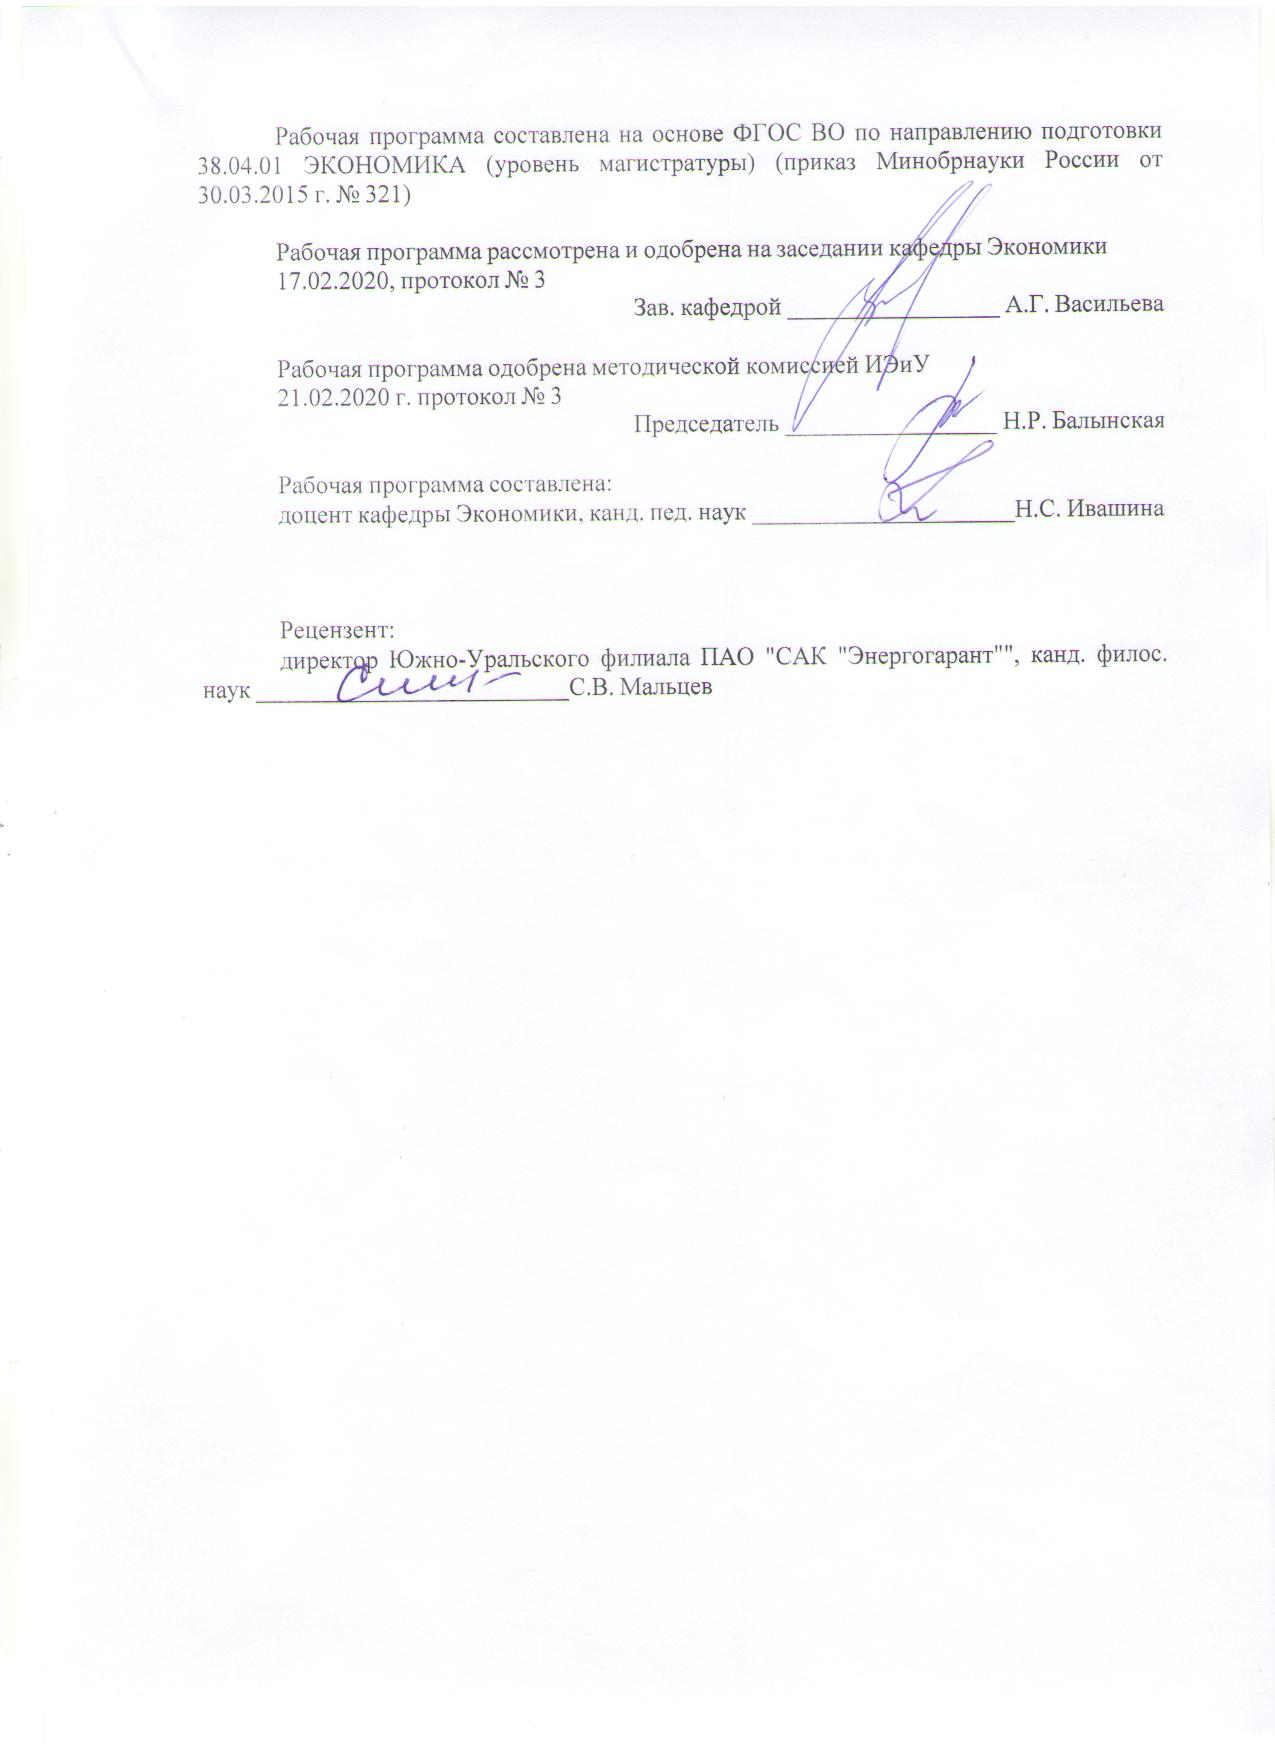 Рабочая программа составлена на основе ФГОС ВО по направлению подготовки
38.04.01 ЭКОНОМИКА (уровень магистратуры) (приказ Минобрнауки России от
30.03.2015 г. № 321)
Рабочая программа рассмотрена и одобрена на заседании кафедры Экономики
17.02.2020, протокол № 3
Зав. кафедрой _________________ А.Г. Васильева
Рабочая программа одобрена методической комиссией ИЭиУ
21.02.2020 г. протокол № 3
Председатель _________________ Н.Р. Балынская
Рабочая программа составлена:
доцент кафедры Экономики, канд. пед. наук _____________________Н.С. Ивашина
Рецензент:
директор Южно-Уральского филиала ПАО "САК "Энергогарант"", канд. филос.
наук _________________________С.В. Мальцев